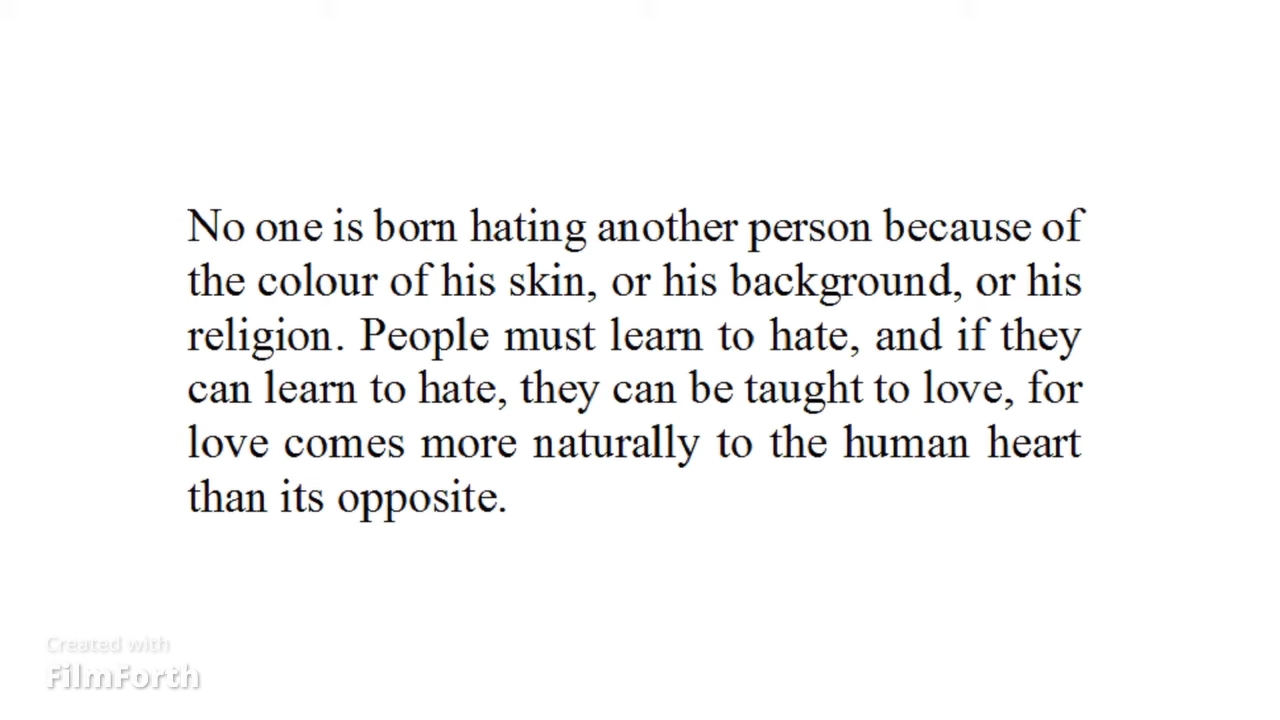 No one is born hating another person because of
the colour of his skin, or his background, or his
religion. People must learn to hate, and if they
can learn to hate, they can be taught to love, for
love comes more naturally to the human heart
than its opposite.
Created with
FilmForth